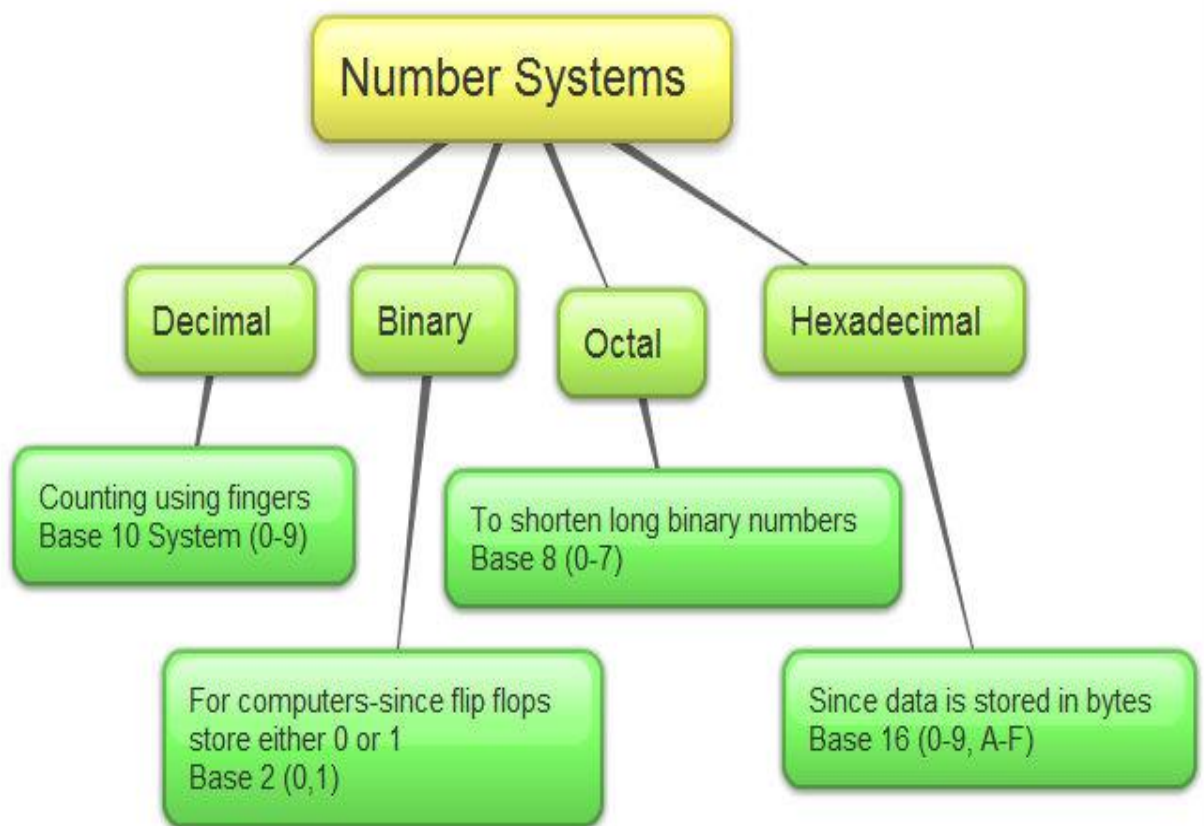 Number Systems
Decimal
Binary
Octal
Hexadecimal
Counting using fingers
Base 10 System (0-9)
To shorten long binary numbers
Base 8 (0-7)
For computers-since flip flops
store either 0 or 1
Base 2 (0,1)
Since data is stored in bytes
Base 16 (0-9, A-F)